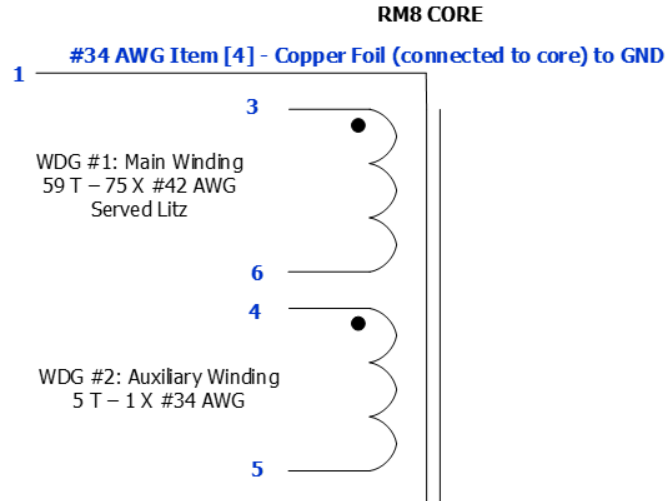 RM8 CORE
#34 AWG Item [4] - Copper Foil (connected to core) to GND
1
3
WDG #1: Main Winding
59 T – 75 X #42 AWG
Served Litz
6
4
WDG #2: Auxiliary Winding
5 T – 1 X #34 AWG
5